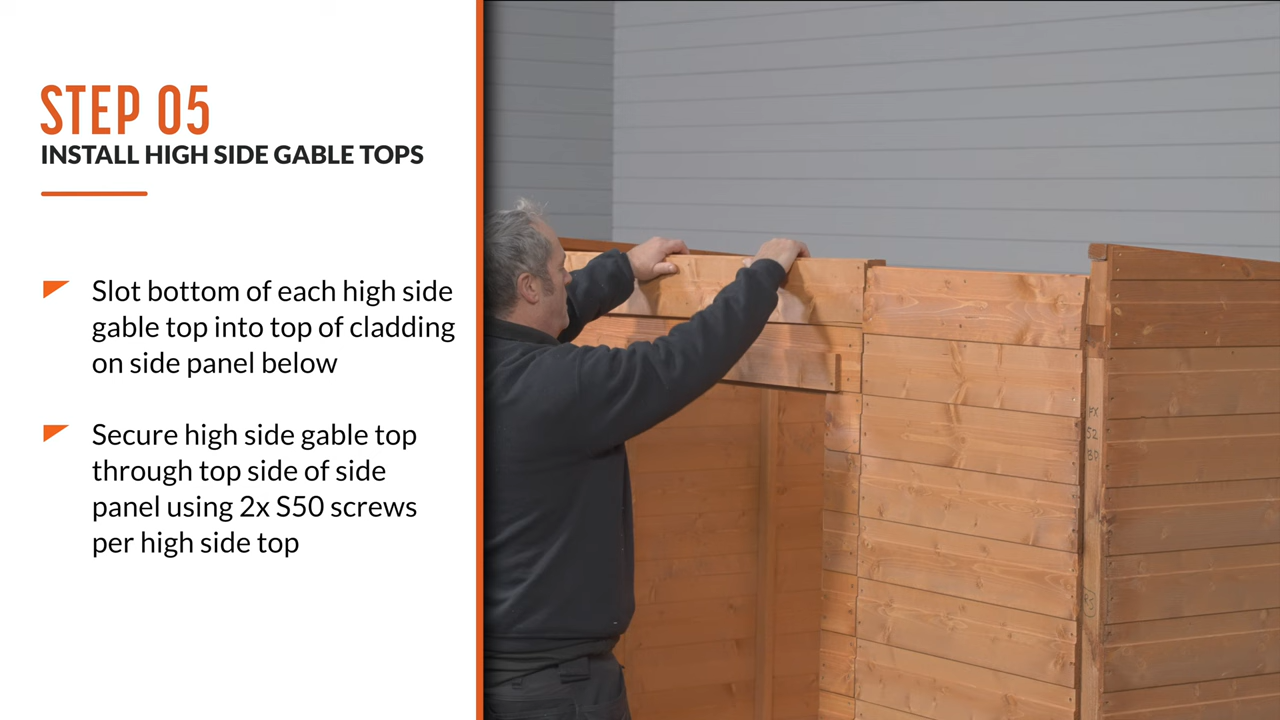 STEP 05
INSTALL HIGH SIDE GABLE TOPS
Slot bottom of each high side
gable top into top of cladding
on side panel below
Secure high side gable top
through top side of side
panel using 2x S50 screws
per high side top
52